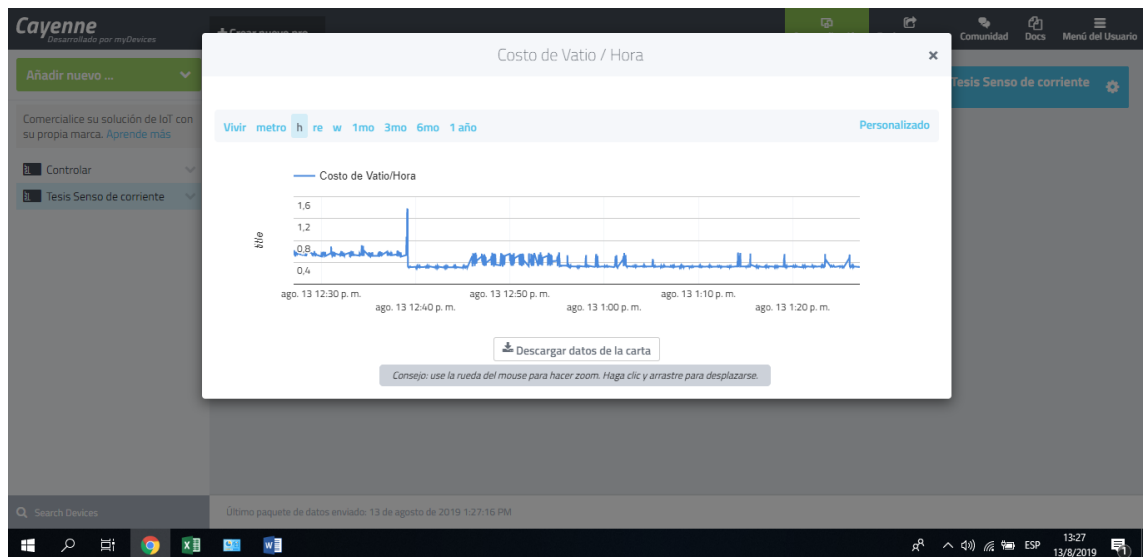 Cayenne
Desarrollado por myDevices
+ Crear nuevo pro
Comunidad
Docs
Menú del Usuario
Añadir nuevo ...
Comercialice su solución de IoT con
su propia marca. Aprende más
Controlar
Tesis Senso de corriente
Tesis Senso de corriente
Costo de Vatio / Hora
×
Vivir metro h re w 1mo 3mo 6mo 1 año
Personalizado
Costo de Vatio/Hora
title
1,6
1,2
0,8
0,4
ago. 13 12:30 p. m.
ago. 13 12:40 p. m.
ago. 13 12:50 p. m.
ago. 13 1:00 p. m.
ago. 13 1:10 p. m.
ago. 13 1:20 p. m.
Descargar datos de la carta
Consejo: use la rueda del mouse para hacer zoom. Haga clic y arrastre para desplazarse.
Search Devices
Último paquete de datos enviado: 13 de agosto de 2019 1:27:16 PM
ESP
13:27
13/8/2019